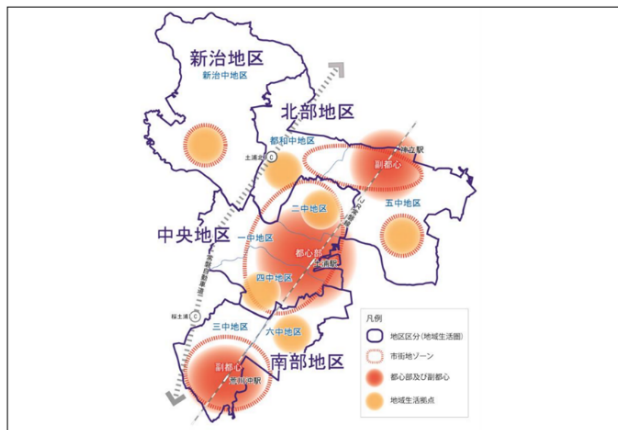 新治地区
新治中地区
北部地区
都和中地区
土浦北
神立駅
副都心
二中地区
五中地区
中央地区
一中地区
都心部
土浦駅
四中地区
桜土浦
三中地区
六中地区
南部地区
副都心
荒川沖駅
凡例
地区区分(地域生活圏)
市街地ゾーン
都心部及び副都心
地域生活拠点